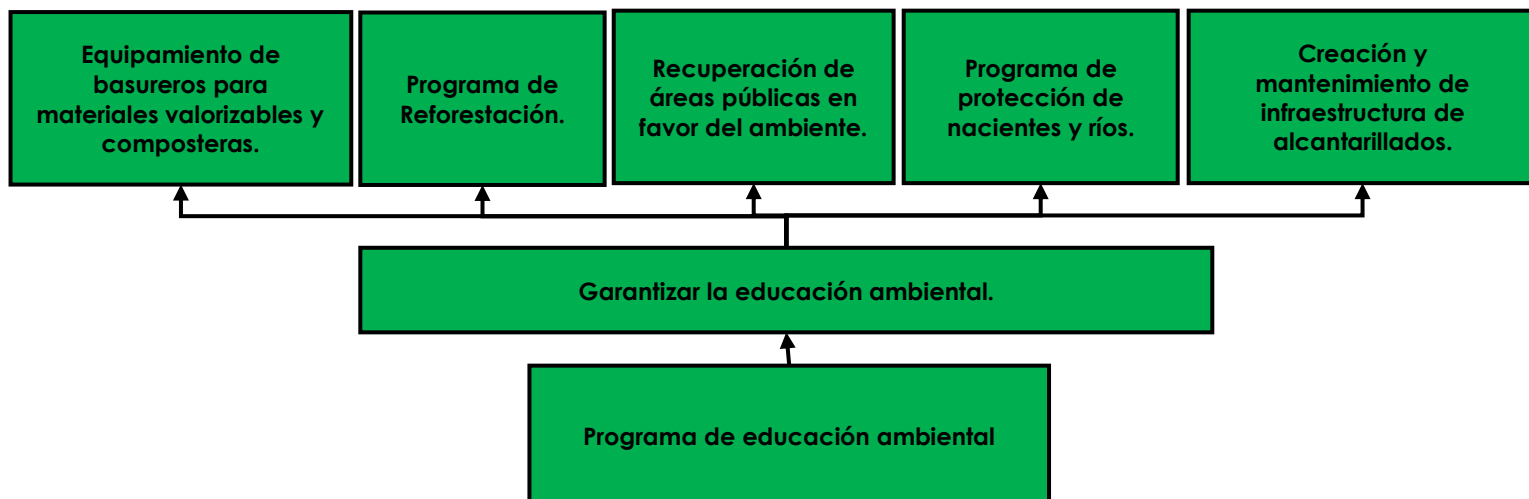 Equipamiento de
basureros para
materiales valorizables y
composteras.
Programa de
Reforestación.
Recuperación de
áreas públicas en
favor del ambiente.
Programa de
protección de
nacientes y ríos.
Creación y
mantenimiento de
infraestructura de
alcantarillados.
Garantizar la educación ambiental.
Programa de educación ambiental